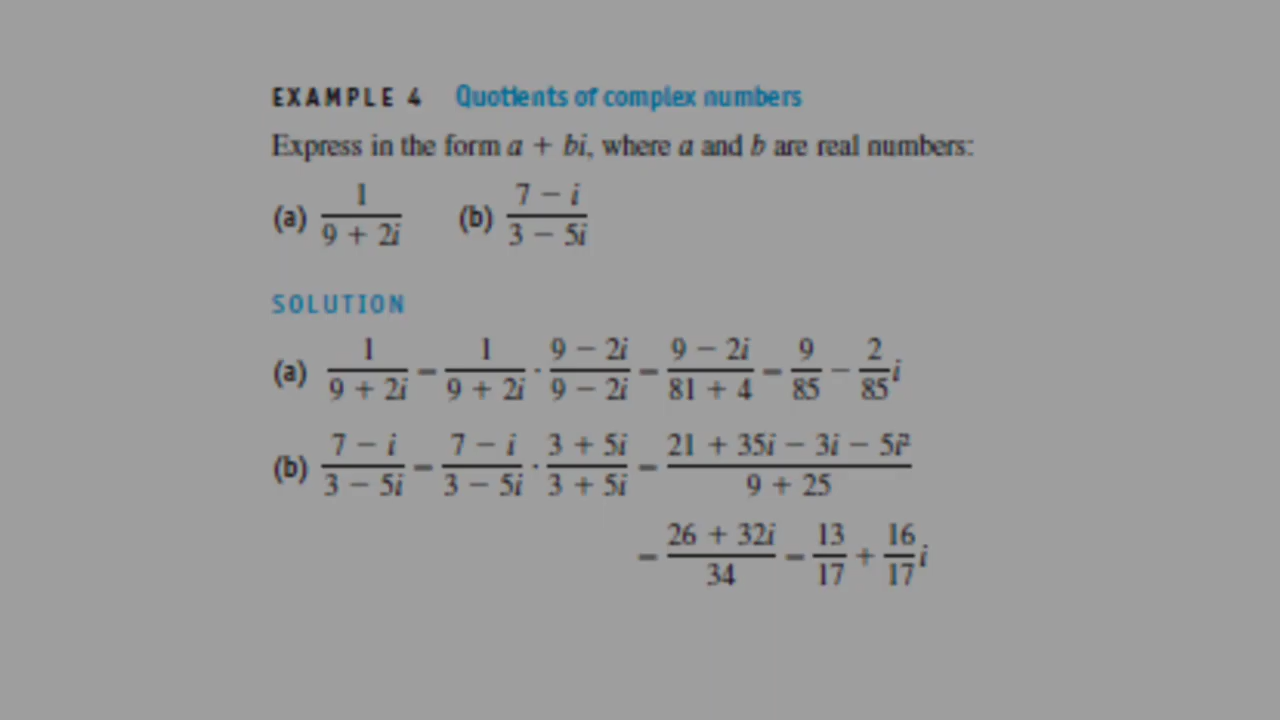 EXAMPLE 4 Quotients of complex numbers
Express in the form a + bi, where a and b are real numbers:
(a) 1/(9 + 2i) (b) (7 − i)/(3 − 5i)
SOLUTION
(a) 1/(9 + 2i) = 1/(9 + 2i) · (9 − 2i)/(9 − 2i) = (9 − 2i)/(81 + 4) = 9/85 − 2/85 i
(b) (7 − i)/(3 − 5i) = (7 − i)/(3 − 5i) · (3 + 5i)/(3 + 5i) = (21 + 35i − 3i − 5i²)/(9 + 25)
= (26 + 32i)/34 = 13/17 + 16/17 i